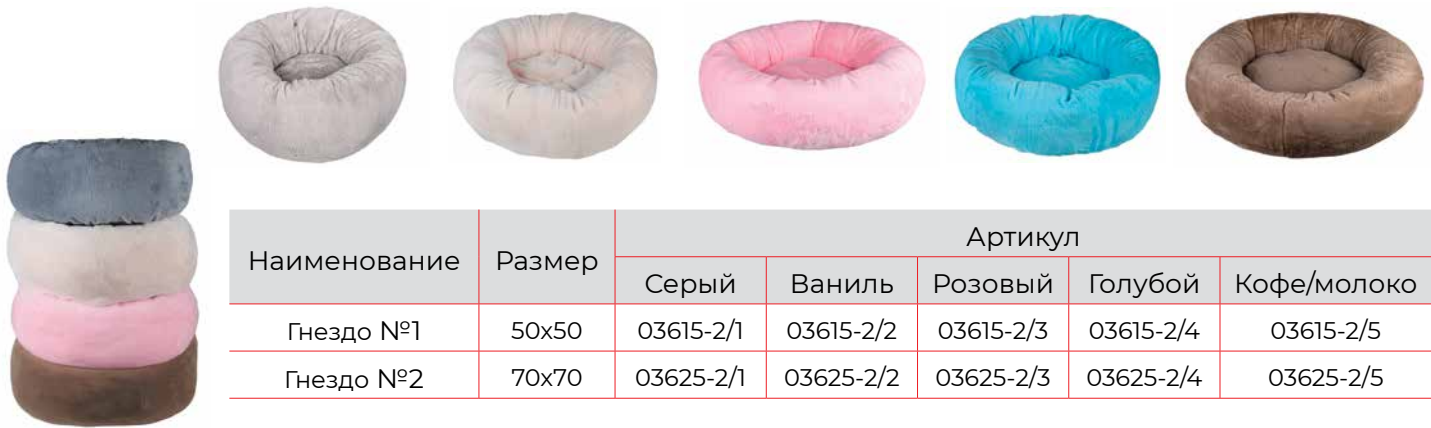 Наименование Размер Артикул
Серый Ваниль Розовый Голубой Кофе/молоко
Гнездо №1 50x50 03615-2/1 03615-2/2 03615-2/3 03615-2/4 03615-2/5
Гнездо №2 70x70 03625-2/1 03625-2/2 03625-2/3 03625-2/4 03625-2/5